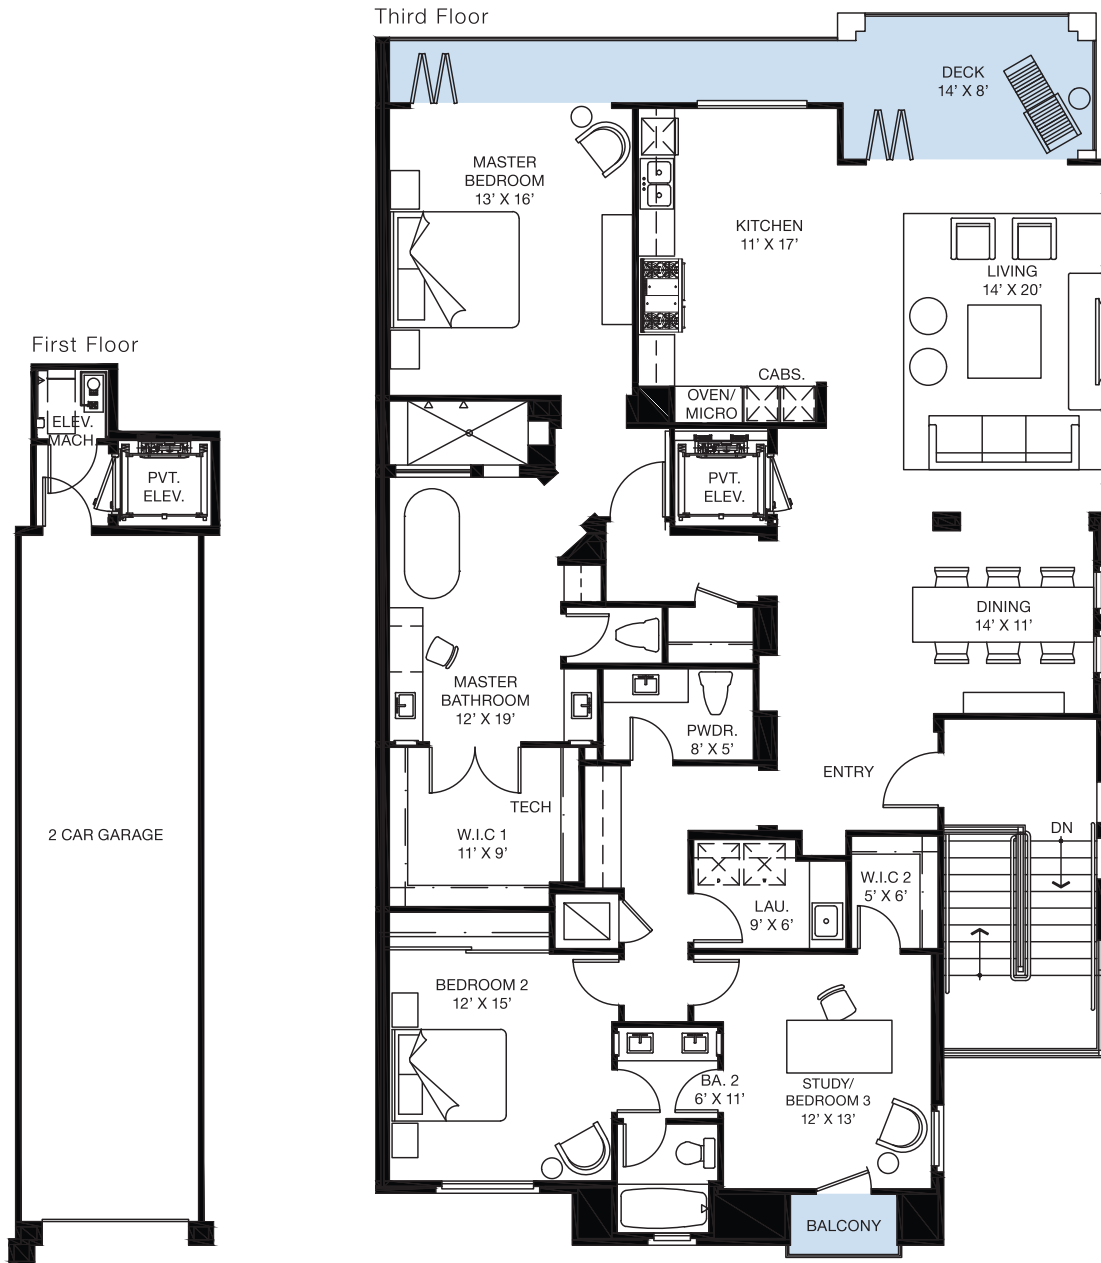 Third Floor
DECK
14' X 8'
MASTER
BEDROOM
13' X 16'
KITCHEN
11' X 17'
LIVING
14' X 20'
First Floor
ELEV.
MACH.
PVT.
ELEV.
CABS.
OVEN/
MICRO
PVT.
ELEV.
DINING
14' X 11'
MASTER
BATHROOM
12' X 19'
PWDR.
8' X 5'
ENTRY
TECH
W.I.C 1
11' X 9'
2 CAR GARAGE
DN
W.I.C 2
5' X 6'
LAU.
9' X 6'
BEDROOM 2
12' X 15'
BA. 2
6' X 11'
STUDY/
BEDROOM 3
12' X 13'
BALCONY